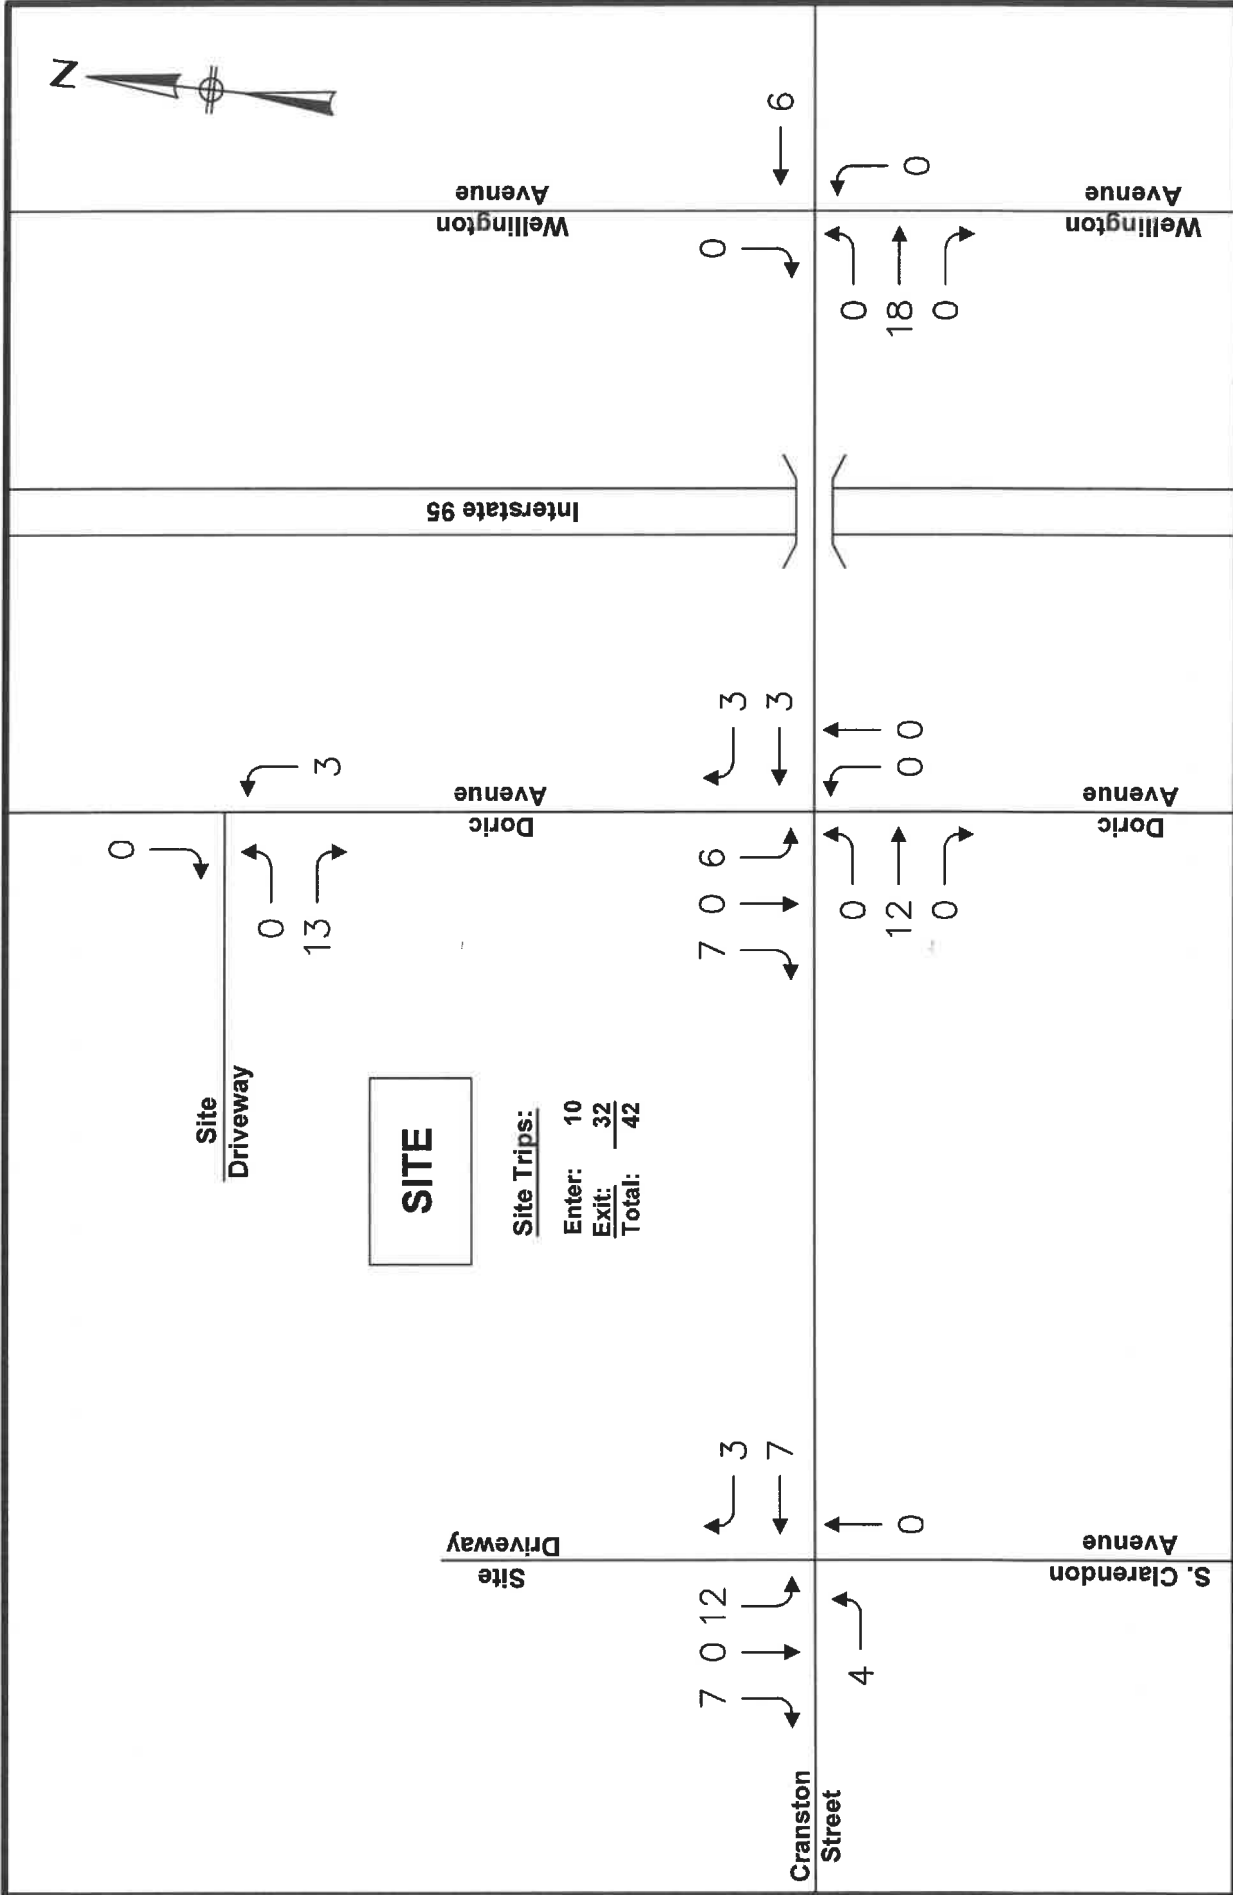 N
6
Wellington
Avenue
0
0
0
18
0
Wellington
Avenue
Interstate 95
3
3
3
0
0
13
Doric
Avenue
7 0 6
0
0
0
12
0
Doric
Avenue
Site
Driveway
SITE
Site Trips:
Enter: 10
Exit: 32
Total: 42
3
7
Site
Driveway
7 0 12
0
4
S. Clarendon
Avenue
Cranston
Street